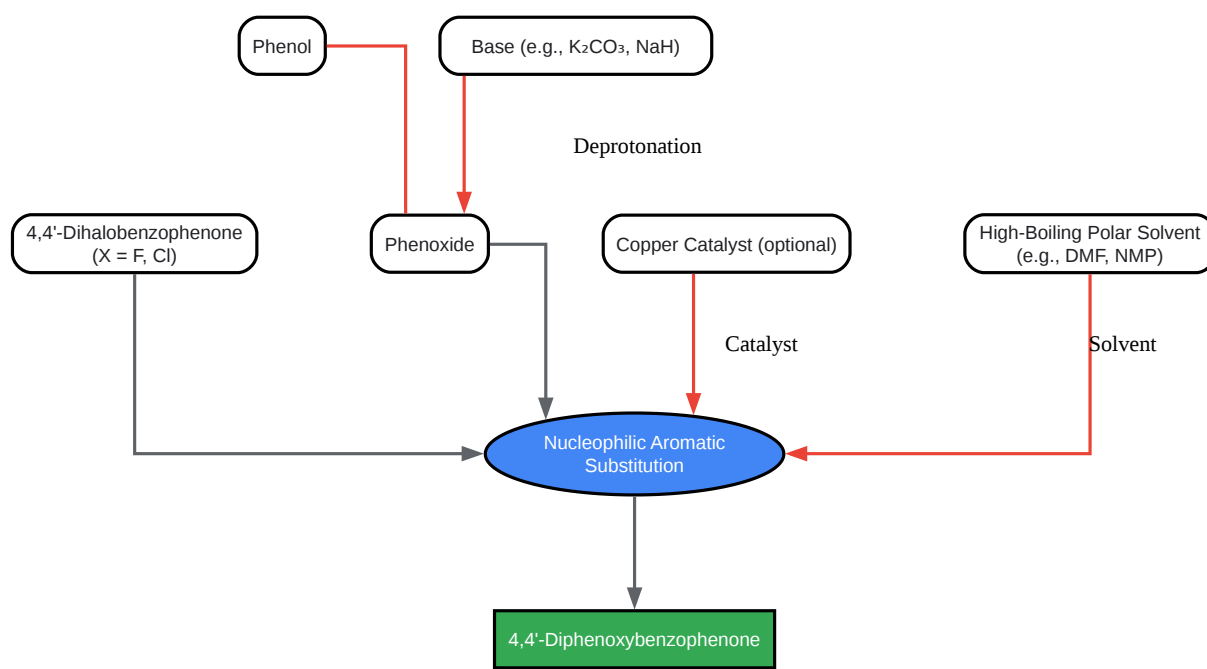 Phenol
Base (e.g., K₂CO₃, NaH)
Deprotonation
4,4'-Dihalobenzophenone
(X = F, Cl)
Phenoxide
Copper Catalyst (optional)
High-Boiling Polar Solvent
(e.g., DMF, NMP)
Catalyst
Solvent
Nucleophilic Aromatic
Substitution
4,4'-Diphenoxybenzophenone